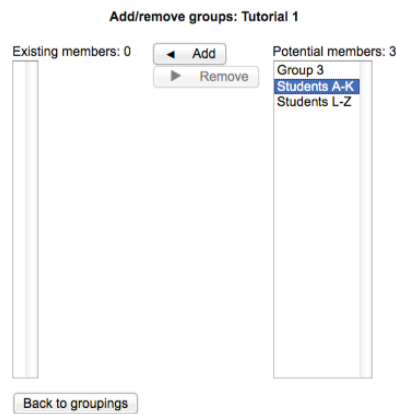 Add/remove groups: Tutorial 1
Existing members: 0
◄ Add
► Remove
Potential members: 3
Group 3
Students A-K
Students L-Z
Back to groupings